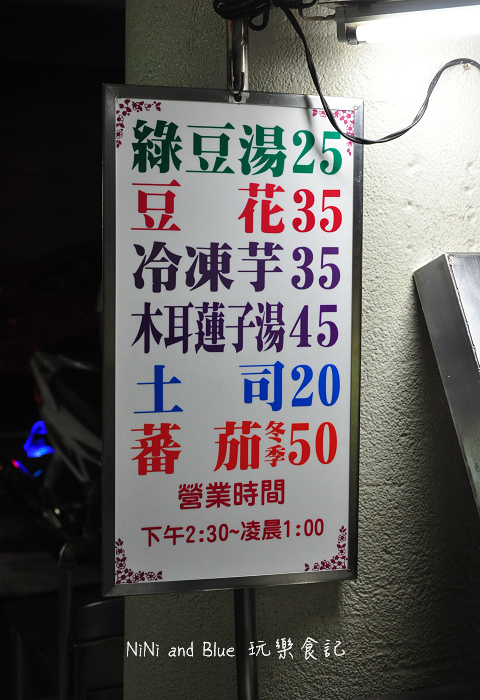 綠豆湯25
豆花35
冷凍芋35
木耳蓮子湯45
土司20
蕃茄冬季50
營業時間
下午2:30~凌晨1:00
NiNi and Blue 玩樂食記